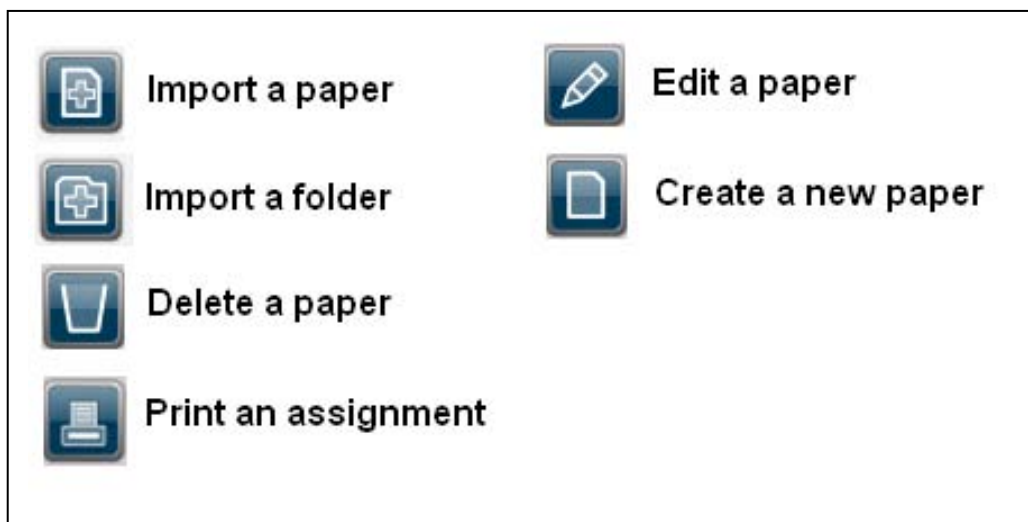 Import a paper
Import a folder
Delete a paper
Print an assignment
Edit a paper
Create a new paper